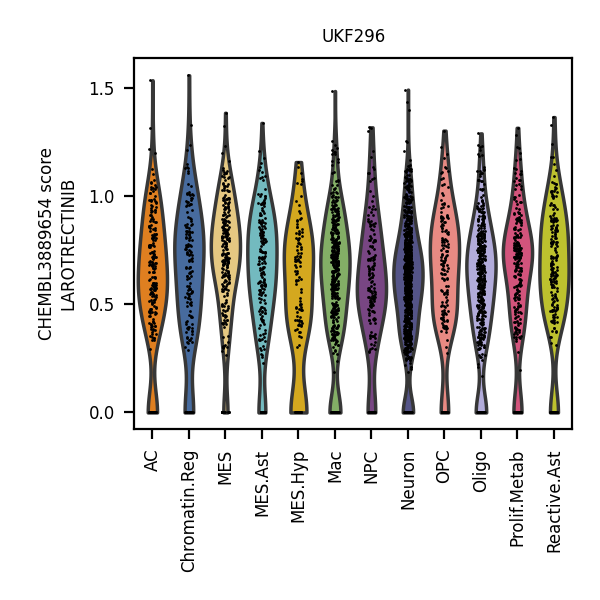 UKF296
CHEMBL3889654 score
LAROTRECTINIB
1.5
1.0
0.5
0.0
AC
Chromatin.Reg
MES
MES.Ast
MES.Hyp
Mac
NPC
Neuron
OPC
Oligo
Prolif.Metab
Reactive.Ast